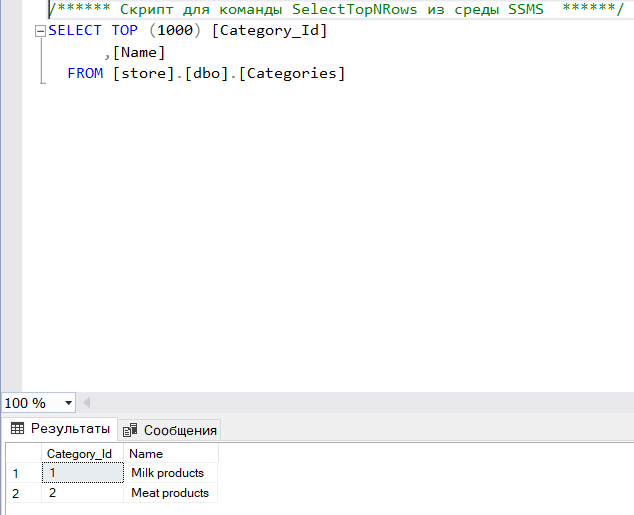 /****** Скрипт для команды SelectTopNRows из среды SSMS  ******/
SELECT TOP (1000) [Category_Id]
,[Name]
FROM [store].[dbo].[Categories]
100 %
Результаты Сообщения
Category_Id Name
1 1 Milk products
2 2 Meat products